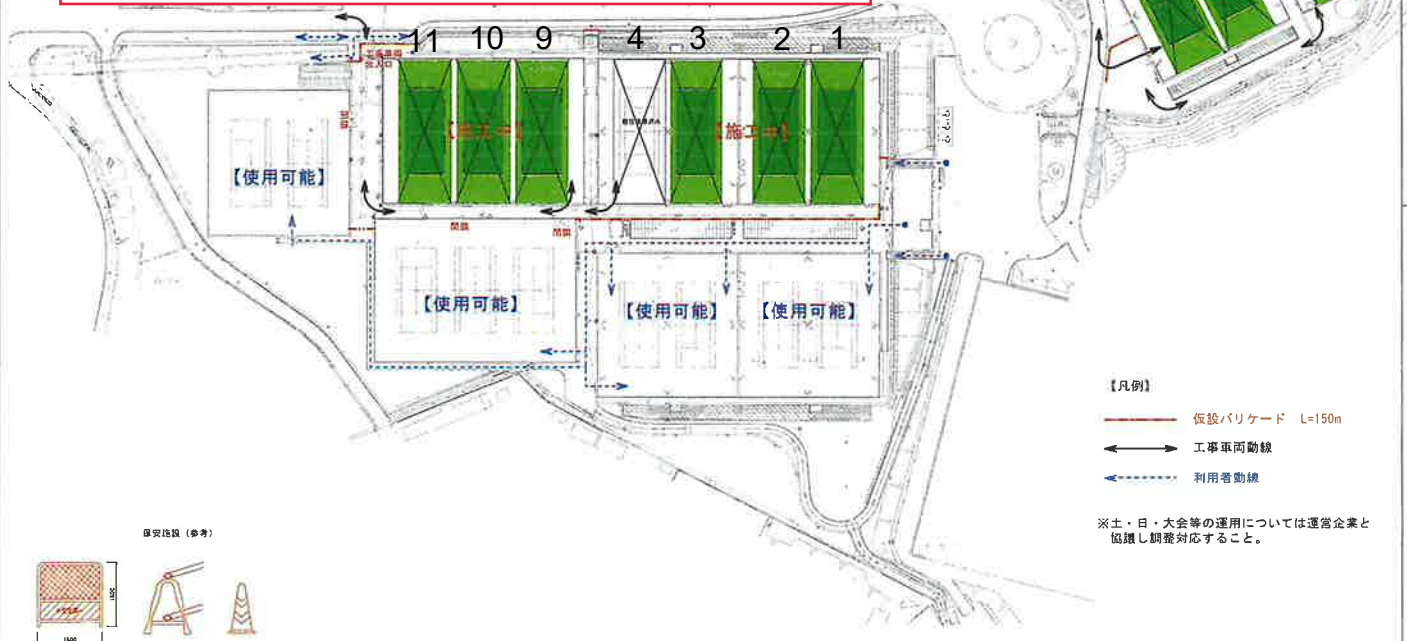 11 10 9 4 3 2 1
【施工中】
【施工中】
【使用可能】
閉鎖
閉鎖
【使用可能】
【使用可能】
【使用可能】
【凡例】
仮設バリケード L=150m
工事車両動線
利用者動線
※土・日・大会等の運用については運営企業と
協議し調整対応すること。
保安施設（参考）